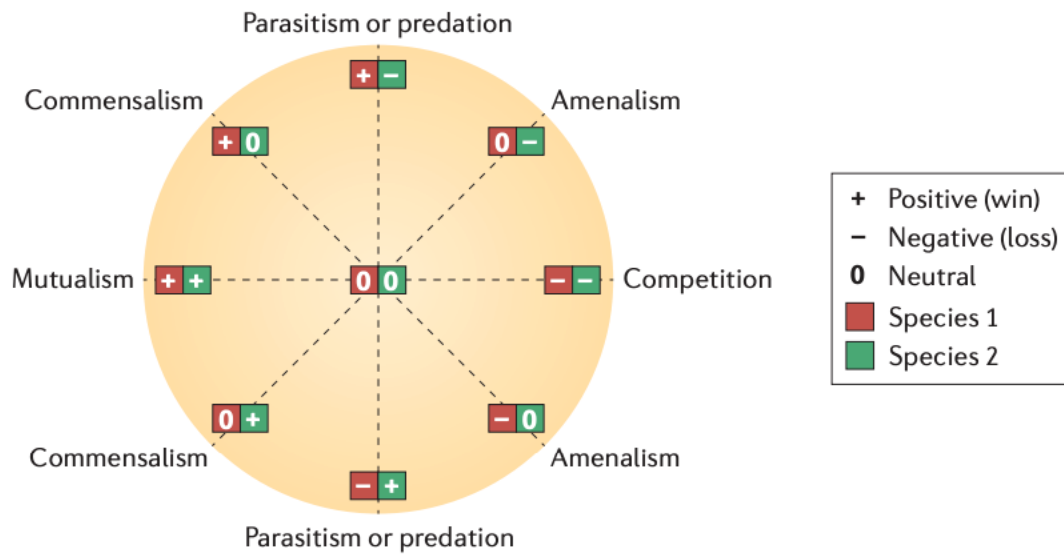 Parasitism or predation
+ −
Commensalism
Amenalism
+ 0
0 −
Mutualism
+ +
0 0
− −
Competition
0 +
− 0
Commensalism
Amenalism
− +
Parasitism or predation
+ Positive (win)
− Negative (loss)
0 Neutral
Species 1
Species 2